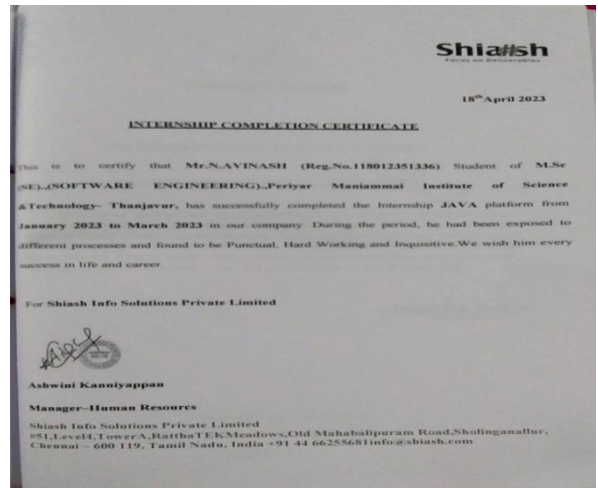 Shia#sh
Focus on Deliverables
18th April 2023
INTERNSHIP COMPLETION CERTIFICATE
This is to certify that Mr.N.AVINASH (Reg.No.118012351336) Student of M.Sc
(SE).,(SOFTWARE ENGINEERING).,Periyar Maniammai Institute of Science
&Technology- Thanjavur, has successfully completed the Internship JAVA platform from
January 2023 to March 2023 in our company. During the period, he had been exposed to
different processes and found to be Punctual, Hard Working and Inquisitive.We wish him every
success in life and career.
For Shiash Info Solutions Private Limited
Ashwini Kanniyappan
Manager–Human Resourcs
Shiash Info Solutions Private Limited
#51,Level4,TowerA,RatthaTEKMeadows,Old Mahabalipuram Road,Sholinganallur,
Chennai – 600 119, Tamil Nadu, India +91 44 66255681info@shiash.com